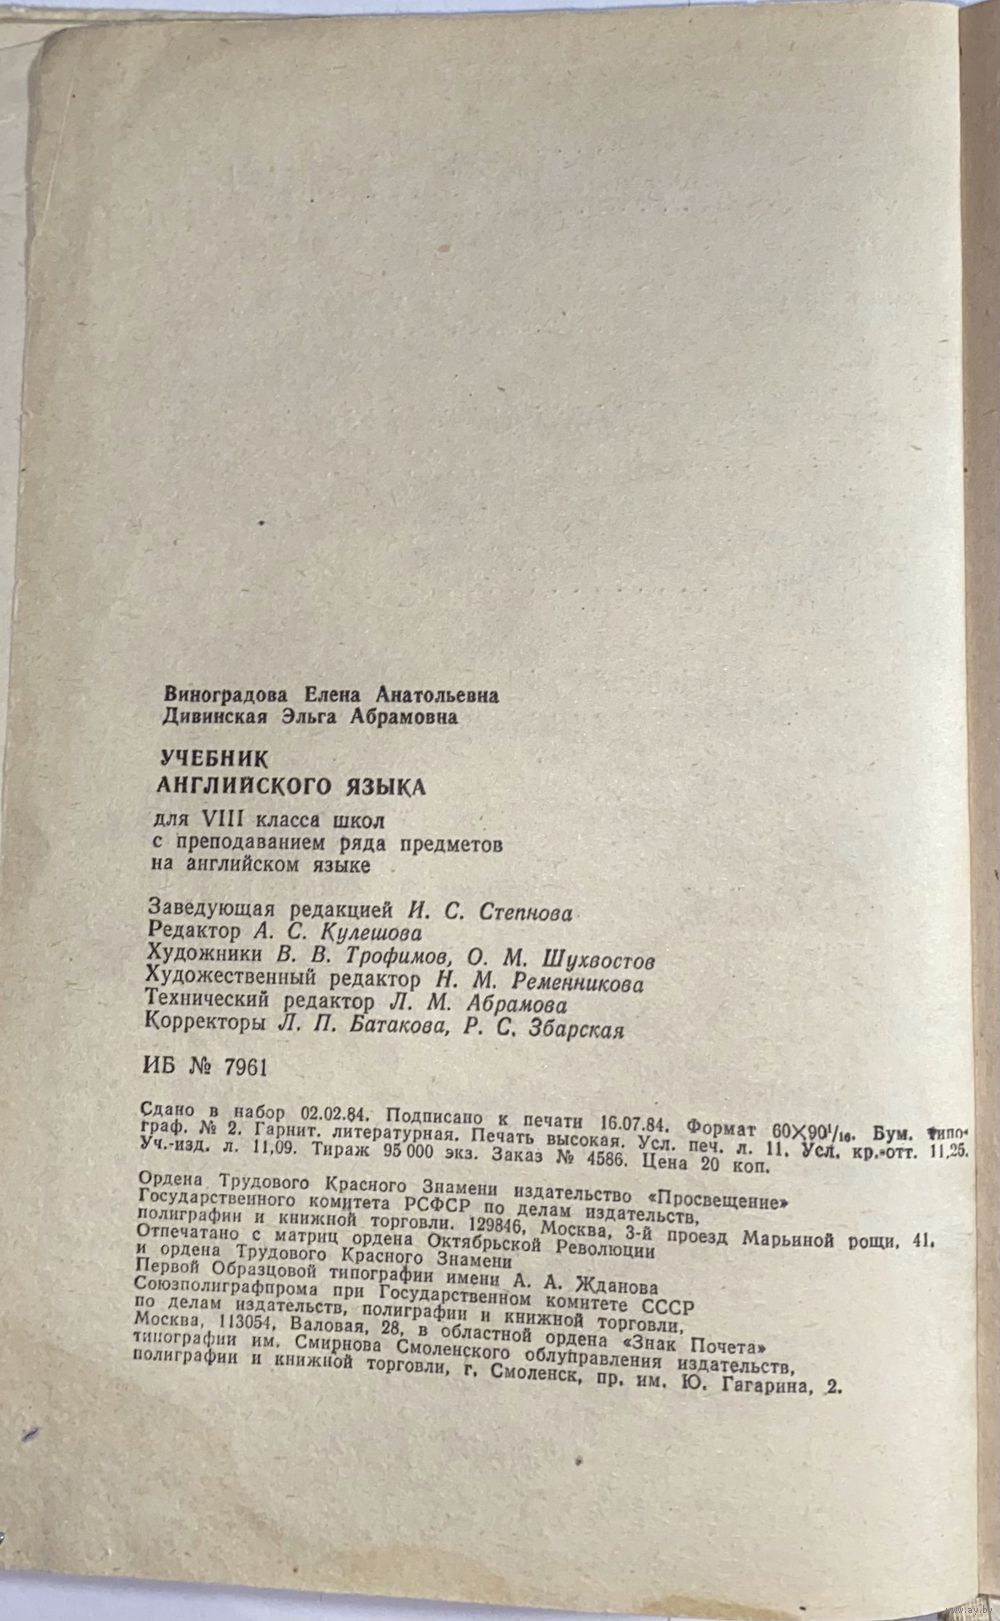 Виноградова Елена Анатольевна
Дивинская Эльга Абрамовна
УЧЕБНИК
АНГЛИЙСКОГО ЯЗЫКА
для VIII класса школ
с преподаванием ряда предметов
на английском языке
Заведующая редакцией И. С. Степнова
Редактор А. С. Кулешова
Художники В. В. Трофимов, О. М. Шухвостов
Художественный редактор Н. М. Ременникова
Технический редактор Л. М. Абрамова
Корректоры Л. П. Батакова, Р. С. Збарская
ИБ № 7961
Сдано в набор 02.02.84. Подписано к печати 16.07.84. Формат 60×90¹/₁₆. Бум. типо-
граф. № 2. Гарнит. литературная. Печать высокая. Усл. печ. л. 11. Усл. кр.-отт. 11,25.
Уч.-изд. л. 11,09. Тираж 95 000 экз. Заказ № 4586. Цена 20 коп.
Ордена Трудового Красного Знамени издательство «Просвещение»
Государственного комитета РСФСР по делам издательств,
полиграфии и книжной торговли. 129846, Москва, 3-й проезд Марьиной рощи, 41.
Отпечатано с матриц ордена Октябрьской Революции
и ордена Трудового Красного Знамени
Первой Образцовой типографии имени А. А. Жданова
Союзполиграфпрома при Государственном комитете СССР
по делам издательств, полиграфии и книжной торговли,
Москва, 113054, Валовая, 28, в областной ордена «Знак Почета»
типографии им. Смирнова Смоленского облуправления издательств,
полиграфии и книжной торговли, г. Смоленск, пр. им. Ю. Гагарина, 2.
www.ay.by